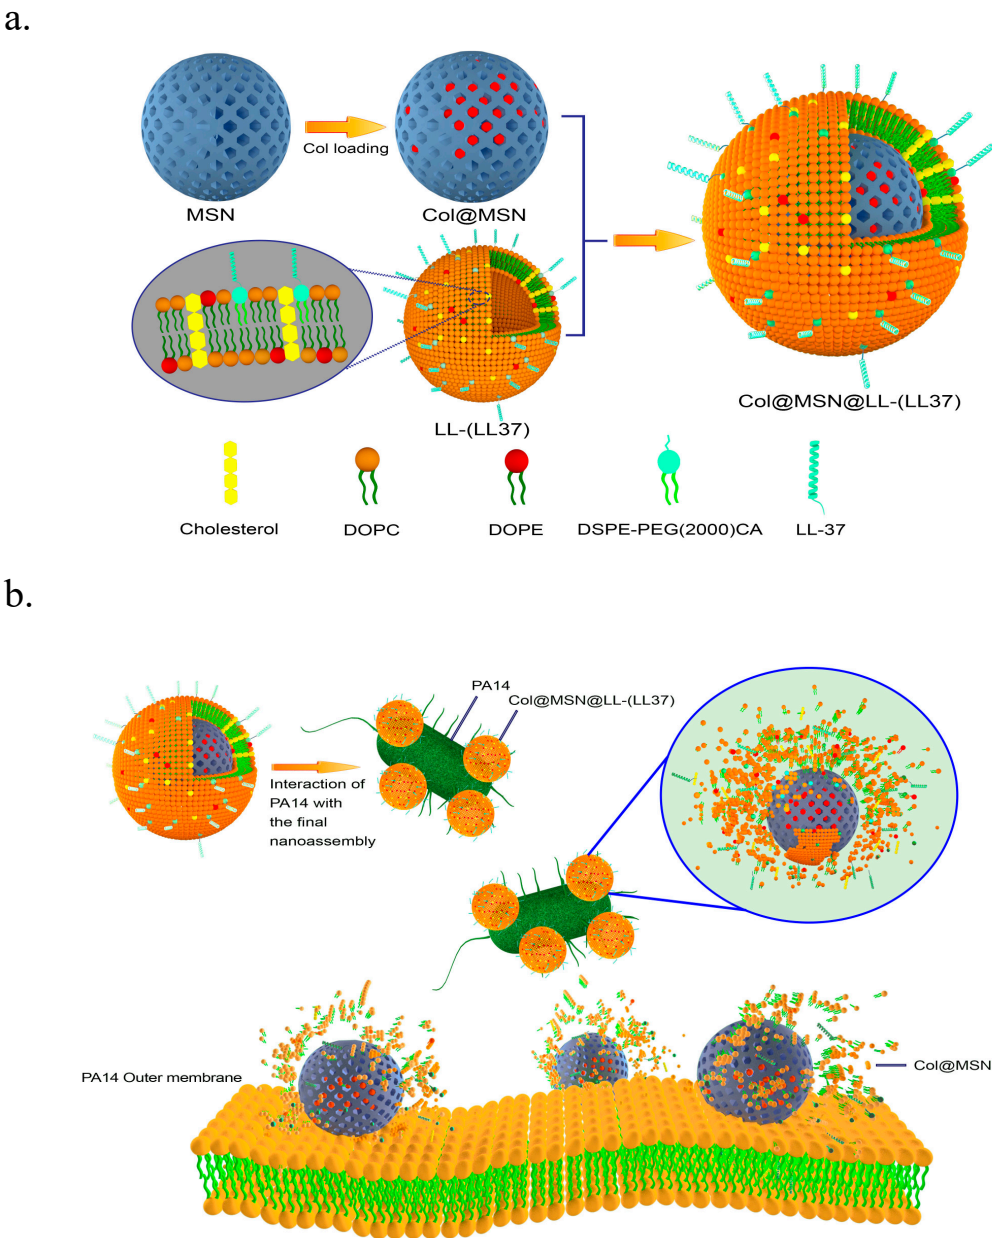 a.
Col loading
MSN
Col@MSN
LL-(LL37)
Col@MSN@LL-(LL37)
Cholesterol
DOPC
DOPE
DSPE-PEG(2000)CA
LL-37
b.
PA14
Col@MSN@LL-(LL37)
Interaction of
PA14 with
the final
nanoassembly
PA14 Outer membrane
Col@MSN